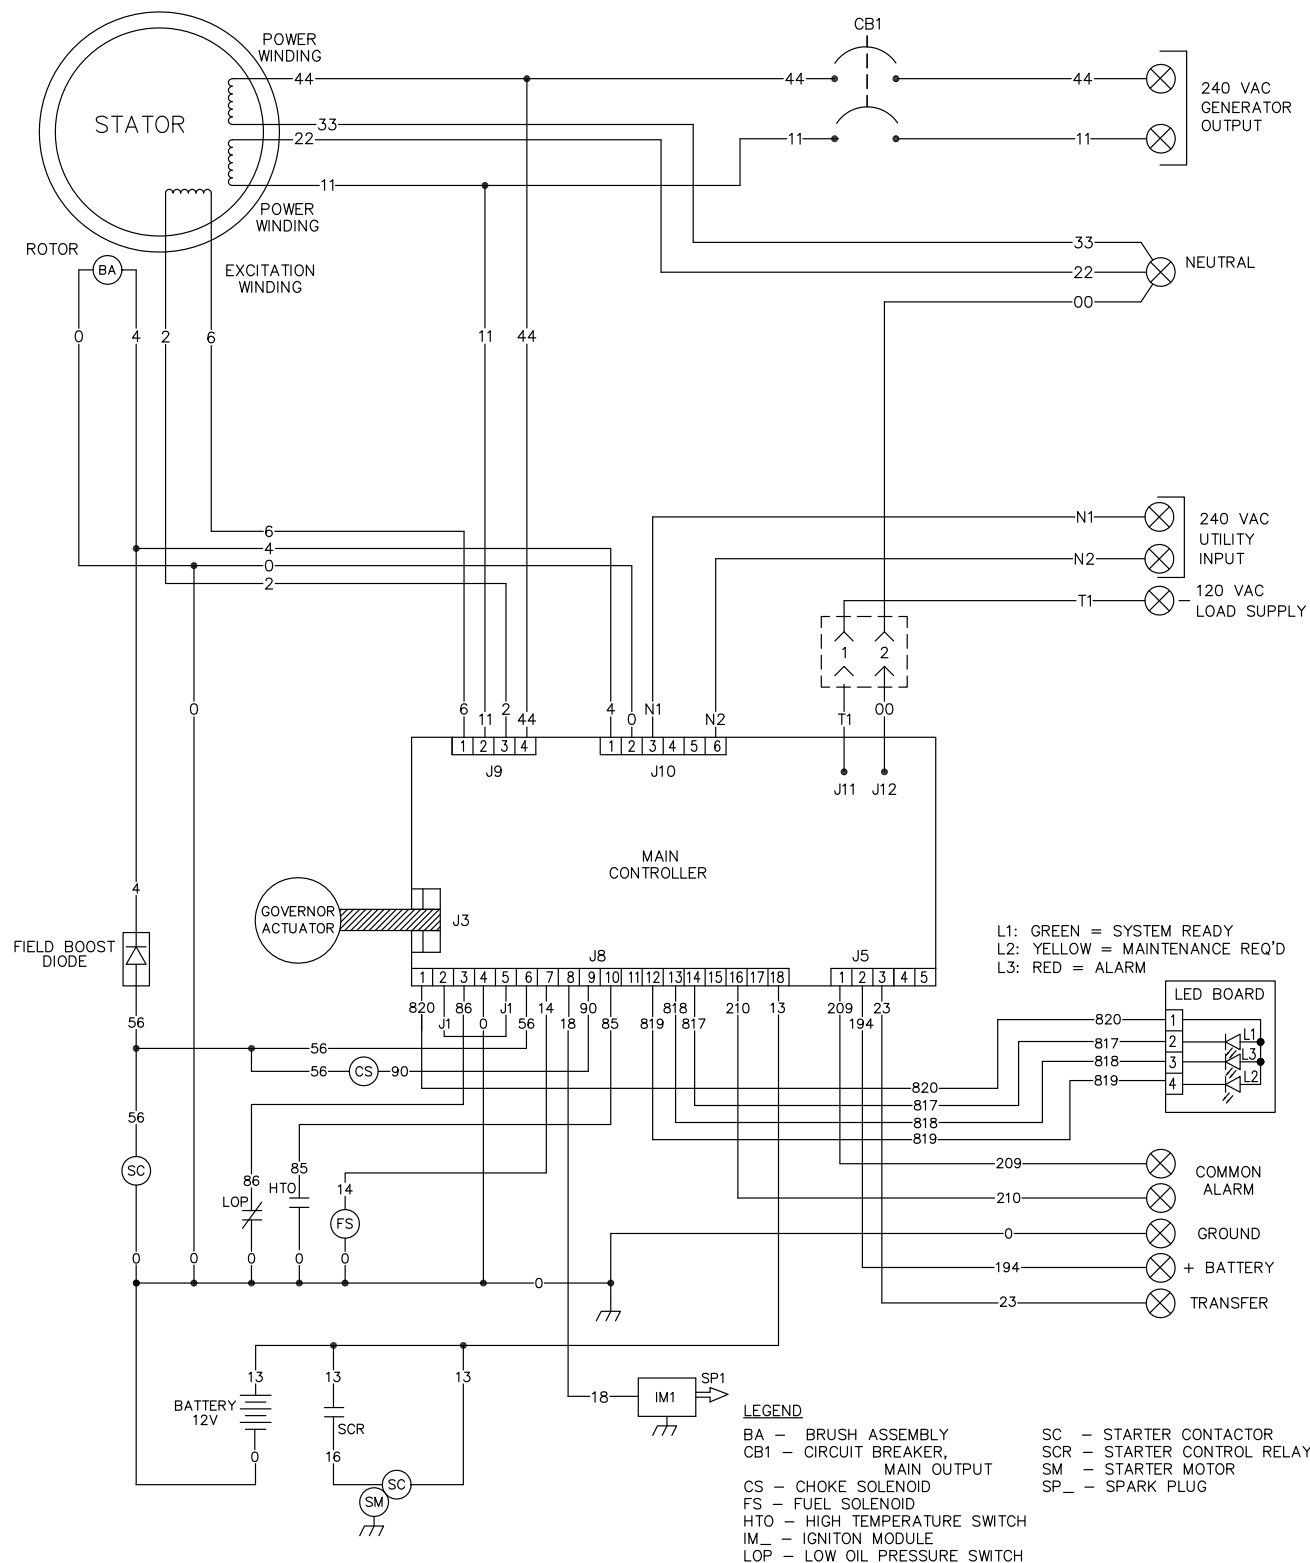 CB1
POWER
WINDING
44
44
44
240 VAC
GENERATOR
OUTPUT
STATOR
33
22
11
11
11
POWER
WINDING
ROTOR
BA
EXCITATION
WINDING
33
22
00
NEUTRAL
0
4
2
6
11
44
6
4
0
2
N1
N2
240 VAC
UTILITY
INPUT
T1
120 VAC
LOAD SUPPLY
1
2
0
6
11
2
44
4
0
N1
N2
T1
00
1
2
3
4
1
2
3
4
5
6
J9
J10
J11
J12
MAIN
CONTROLLER
4
GOVERNOR
ACTUATOR
J3
FIELD BOOST
DIODE
J8
J5
L1: GREEN = SYSTEM READY
L2: YELLOW = MAINTENANCE REQ'D
L3: RED = ALARM
1
2
3
4
5
6
7
8
9
10
11
12
13
14
15
16
17
18
1
2
3
4
5
LED BOARD
820
J1
86
0
J1
56
14
18
90
85
819
818
817
210
13
209
194
23
56
820
1
817
2
L1
818
3
L3
819
4
L2
56
56
CS
90
820
817
818
819
56
SC
86
LOP
85
HTO
14
FS
209
210
COMMON
ALARM
0
GROUND
194
+ BATTERY
23
TRANSFER
0
0
0
0
0
0
13
13
13
BATTERY
12V
SCR
0
16
SC
SM
18
IM1
SP1
LEGEND
BA – BRUSH ASSEMBLY
CB1 – CIRCUIT BREAKER,
MAIN OUTPUT
CS – CHOKE SOLENOID
FS – FUEL SOLENOID
HTO – HIGH TEMPERATURE SWITCH
IM_ – IGNITON MODULE
LOP – LOW OIL PRESSURE SWITCH
SC – STARTER CONTACTOR
SCR – STARTER CONTROL RELAY
SM – STARTER MOTOR
SP_ – SPARK PLUG